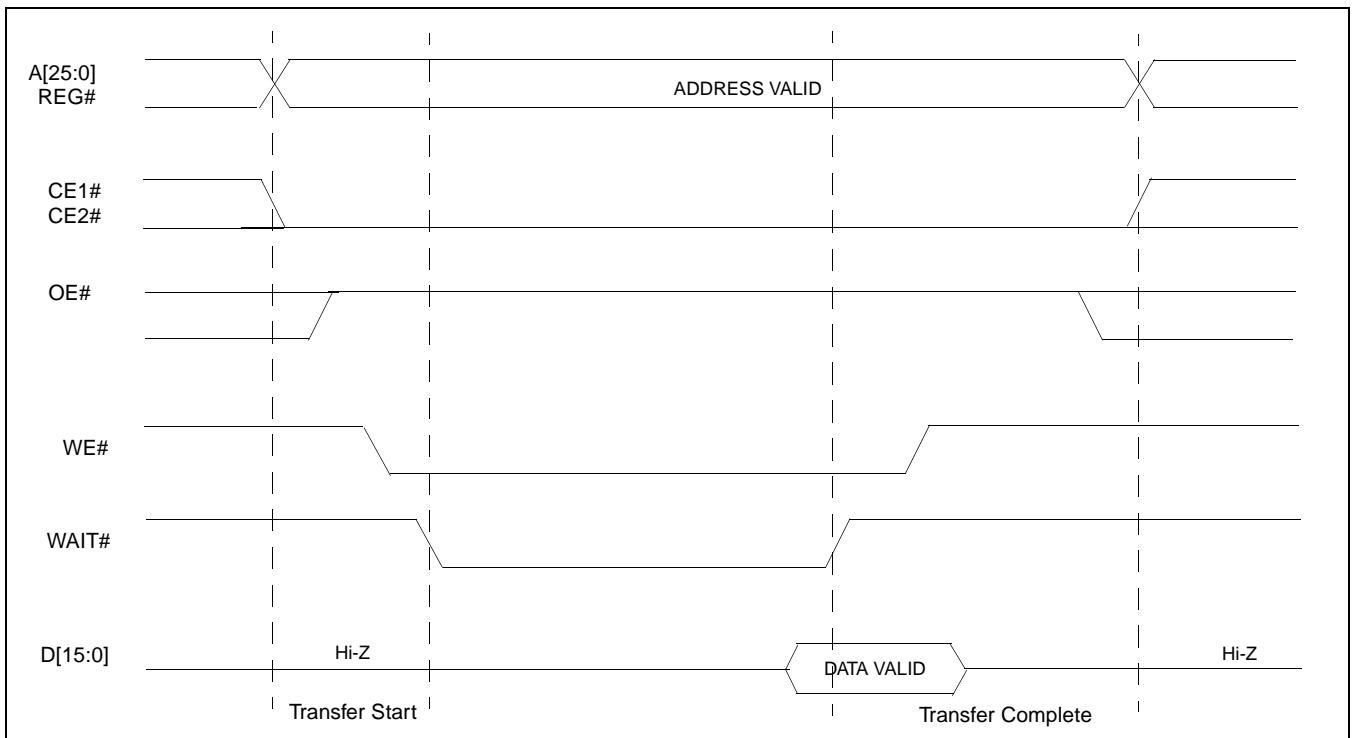 A[25:0]
REG#
ADDRESS VALID
CE1#
CE2#
OE#
WE#
WAIT#
D[15:0]
Hi-Z
DATA VALID
Hi-Z
Transfer Start
Transfer Complete